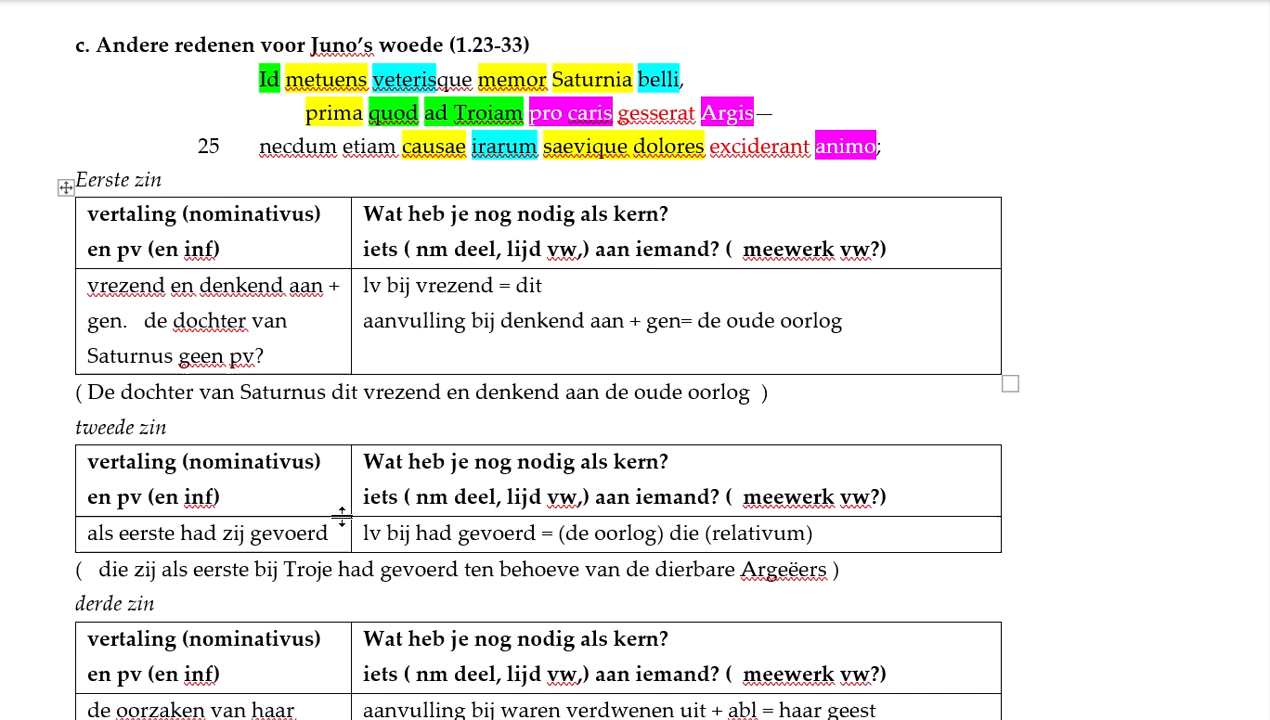 c. Andere redenen voor Juno's woede (1.23-33)
Id metuens veterisque memor Saturnia belli,
prima quod ad Troiam pro caris gesserat Argis—
25 necdum etiam causae irarum saevique dolores exciderant animo;
Eerste zin
vertaling (nominativus) Wat heb je nog nodig als kern?
en pv (en inf) iets ( nm deel, lijd vw,) aan iemand? ( meewerk vw?)
vrezend en denkend aan + lv bij vrezend = dit
gen. de dochter van aanvulling bij denkend aan + gen= de oude oorlog
Saturnus geen pv?
( De dochter van Saturnus dit vrezend en denkend aan de oude oorlog )
tweede zin
vertaling (nominativus) Wat heb je nog nodig als kern?
en pv (en inf) iets ( nm deel, lijd vw,) aan iemand? ( meewerk vw?)
als eerste had zij gevoerd lv bij had gevoerd = (de oorlog) die (relativum)
( die zij als eerste bij Troje had gevoerd ten behoeve van de dierbare Argeëers )
derde zin
vertaling (nominativus) Wat heb je nog nodig als kern?
en pv (en inf) iets ( nm deel, lijd vw,) aan iemand? ( meewerk vw?)
de oorzaken van haar aanvulling bij waren verdwenen uit + abl = haar geest